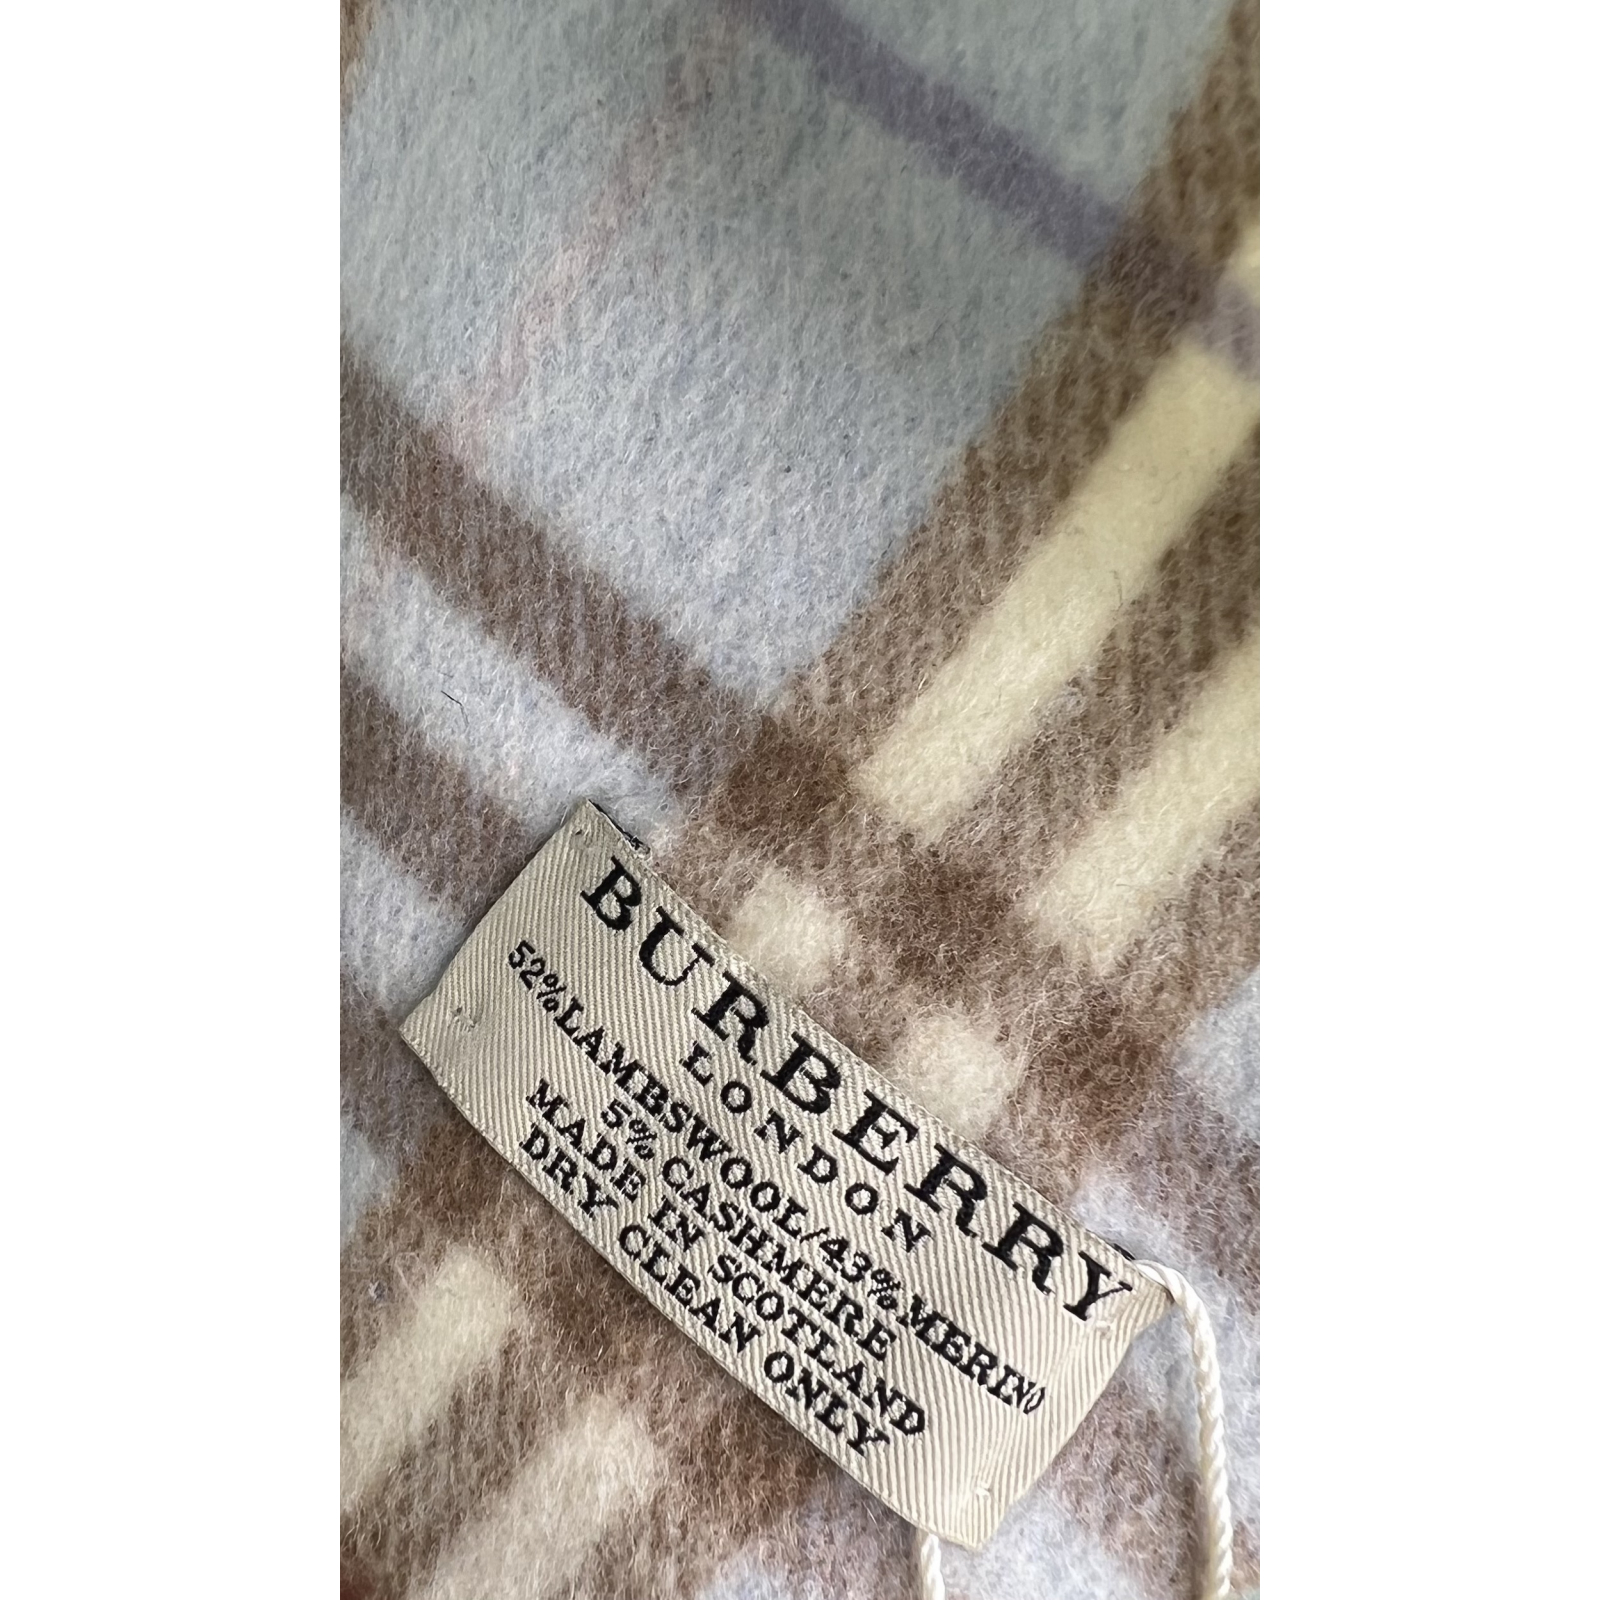 BURBERRY
LONDON
52%LAMBSWOOL/43%MERINO
5% CASHMERE
MADE IN SCOTLAND
DRY CLEAN ONLY